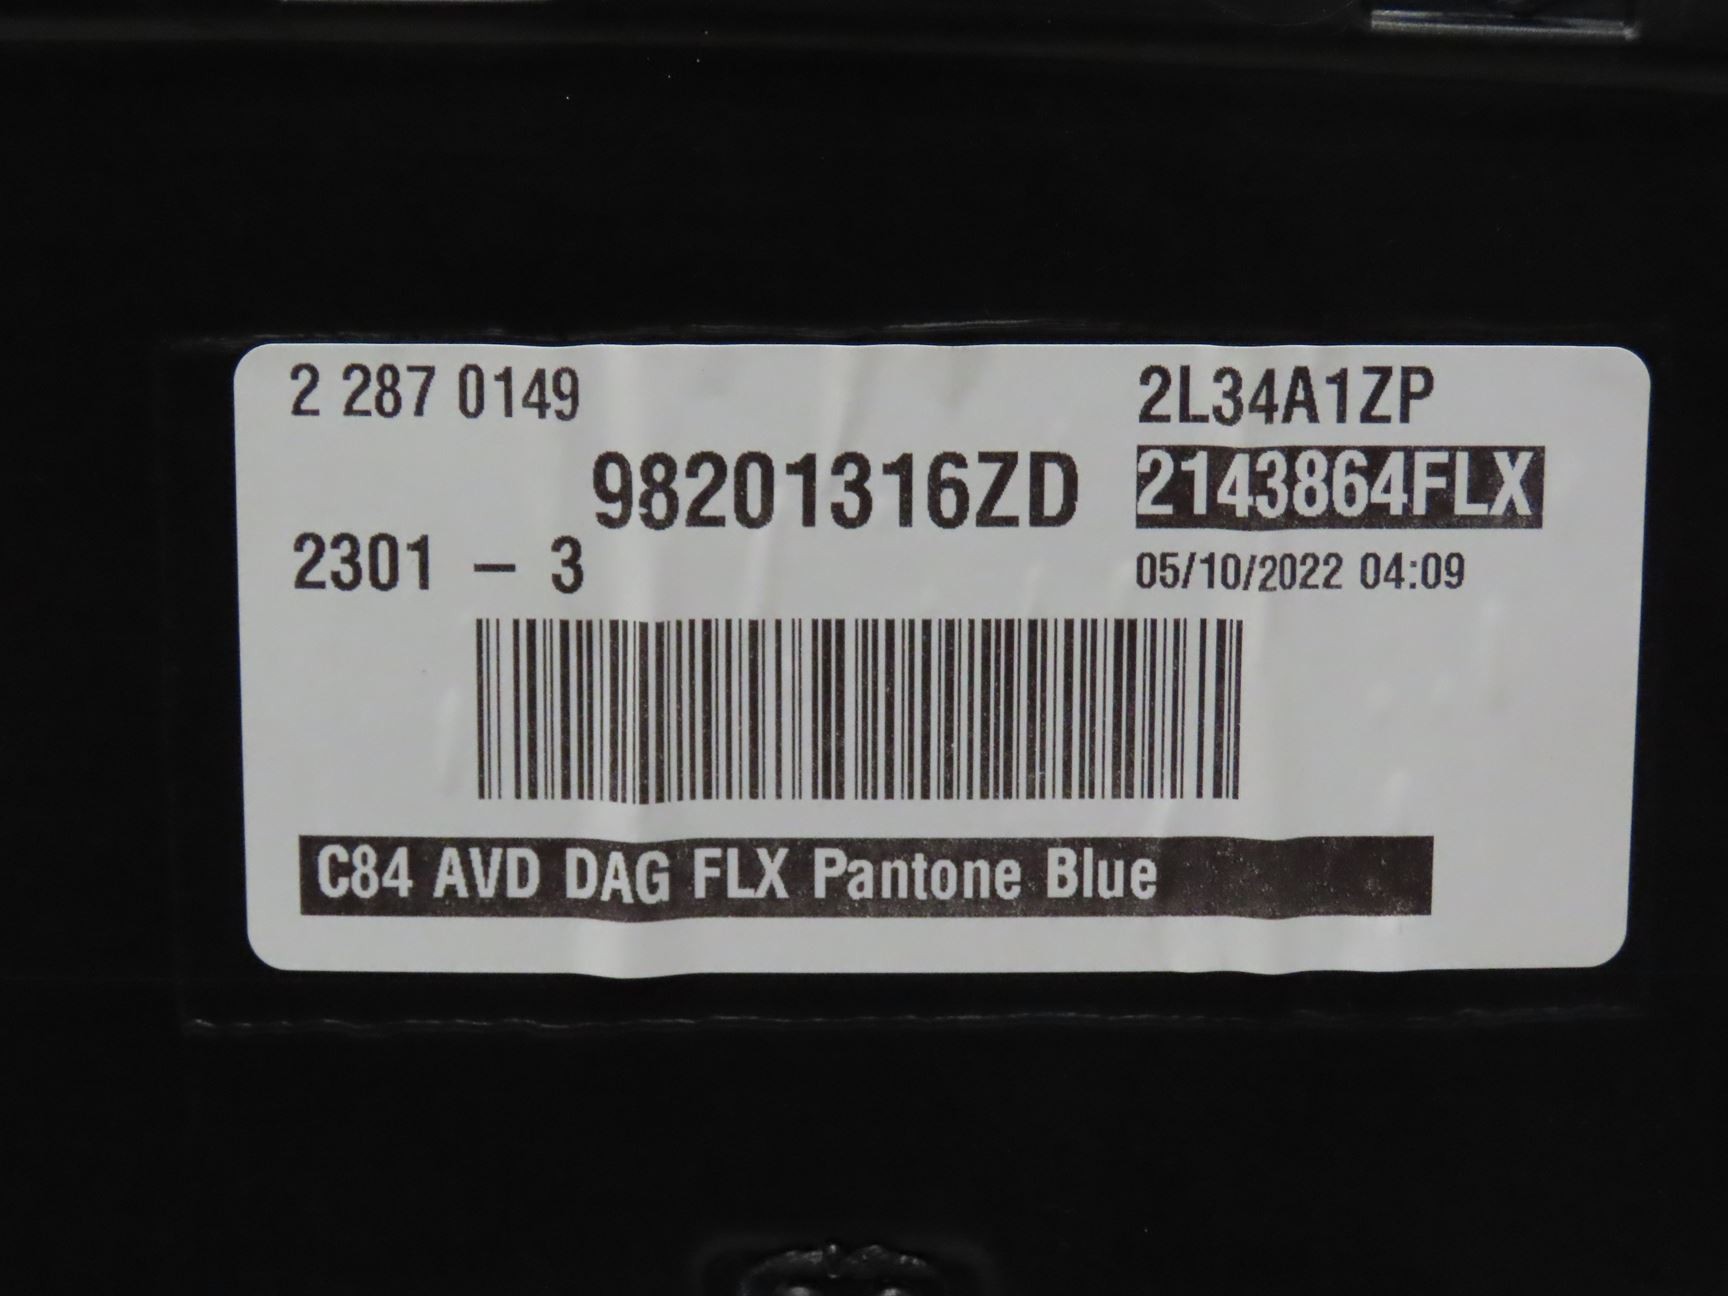 2 287 0149
2L34A1ZP
98201316ZD
2143864FLX
2301 – 3
05/10/2022 04:09
C84 AVD DAG FLX Pantone Blue